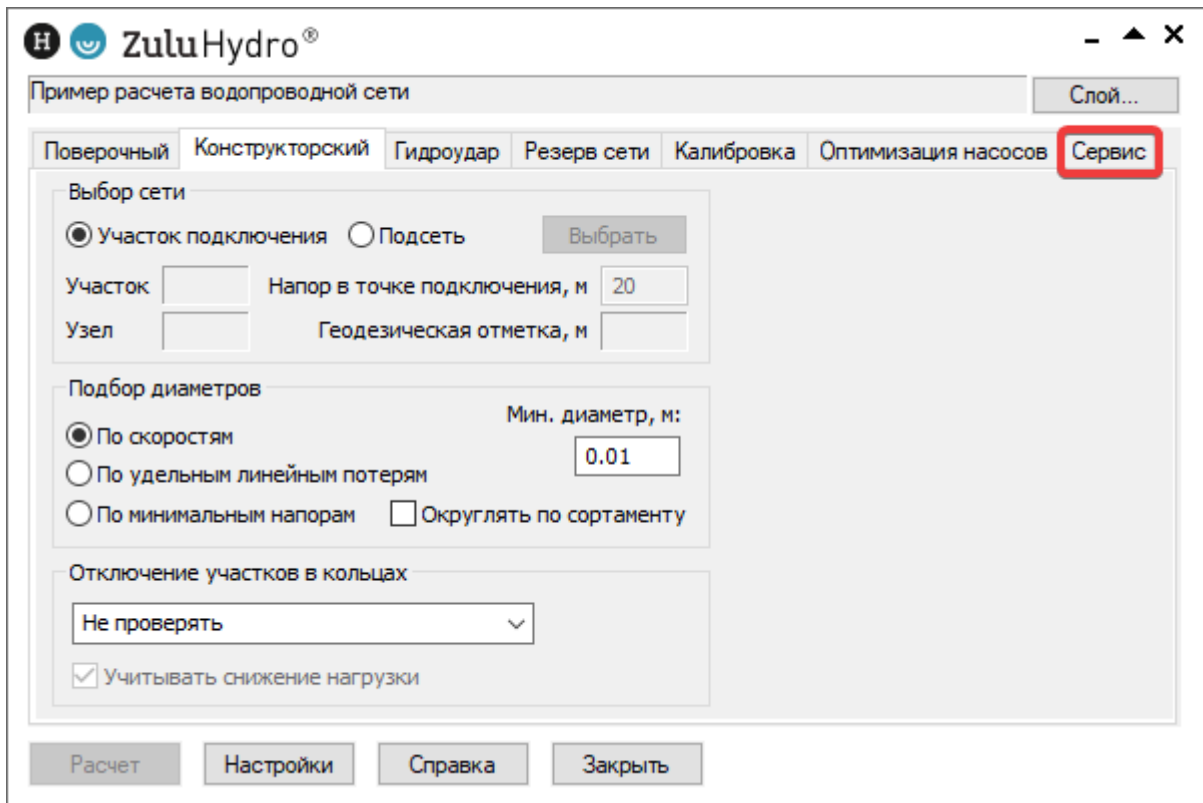 H ZuluHydro®
Пример расчета водопроводной сети Слой...
Поверочный Конструкторский Гидроудар Резерв сети Калибровка Оптимизация насосов Сервис
Выбор сети
Участок подключения Подсеть Выбрать
Участок Напор в точке подключения, м 20
Узел Геодезическая отметка, м
Подбор диаметров
Мин. диаметр, м:
По скоростям
0.01
По удельным линейным потерям
По минимальным напорам Округлять по сортаменту
Отключение участков в кольцах
Не проверять
Учитывать снижение нагрузки
Расчет Настройки Справка Закрыть